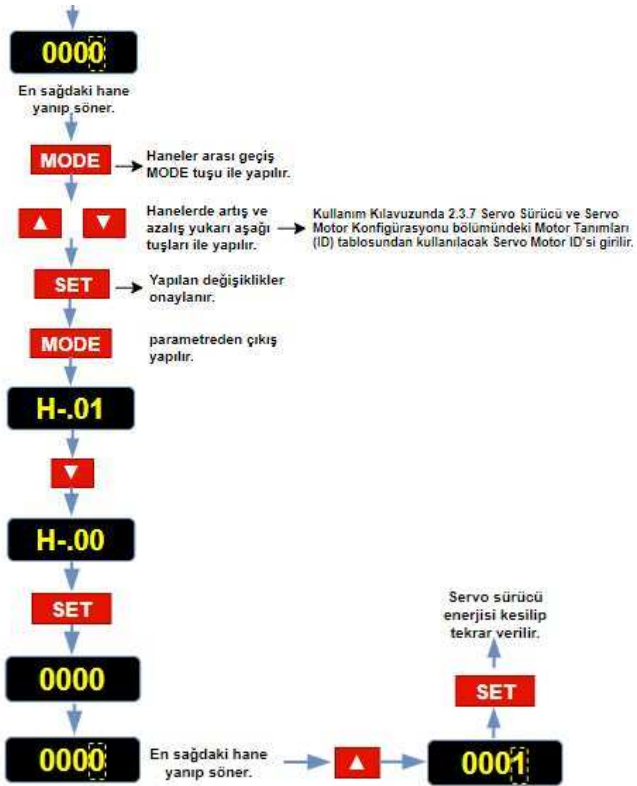 0000
En sağdaki hane
yanıp söner.
MODE
Haneler arası geçiş
MODE tuşu ile yapılır.
▲ ▼
Hanelerde artış ve
azalış yukarı aşağı
tuşları ile yapılır.
Kullanım Kılavuzunda 2.3.7 Servo Sürücü ve Servo
Motor Konfigürasyonu bölümündeki Motor Tanımları
(ID) tablosundan kullanılacak Servo Motor ID'si girilir.
SET
Yapılan değişiklikler
onaylanır.
MODE
parametreden çıkış
yapılır.
H-.01
▼
H-.00
SET
0000
0000
En sağdaki hane
yanıp söner.
▲
0001
SET
Servo sürücü
enerjisi kesilip
tekrar verilir.